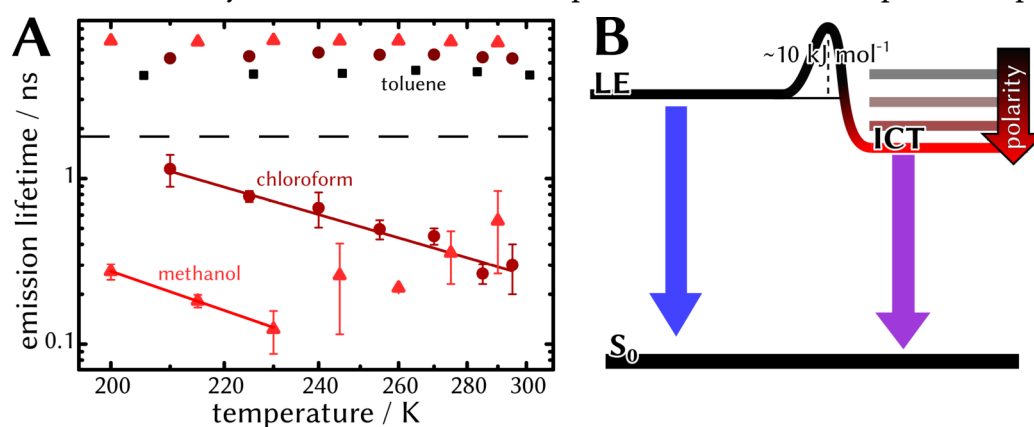 A
emission lifetime / ns
1
0.1
toluene
chloroform
methanol
200
220
240
260
280
300
temperature / K
B
~10 kJ mol⁻¹
LE
ICT
polarity
S₀